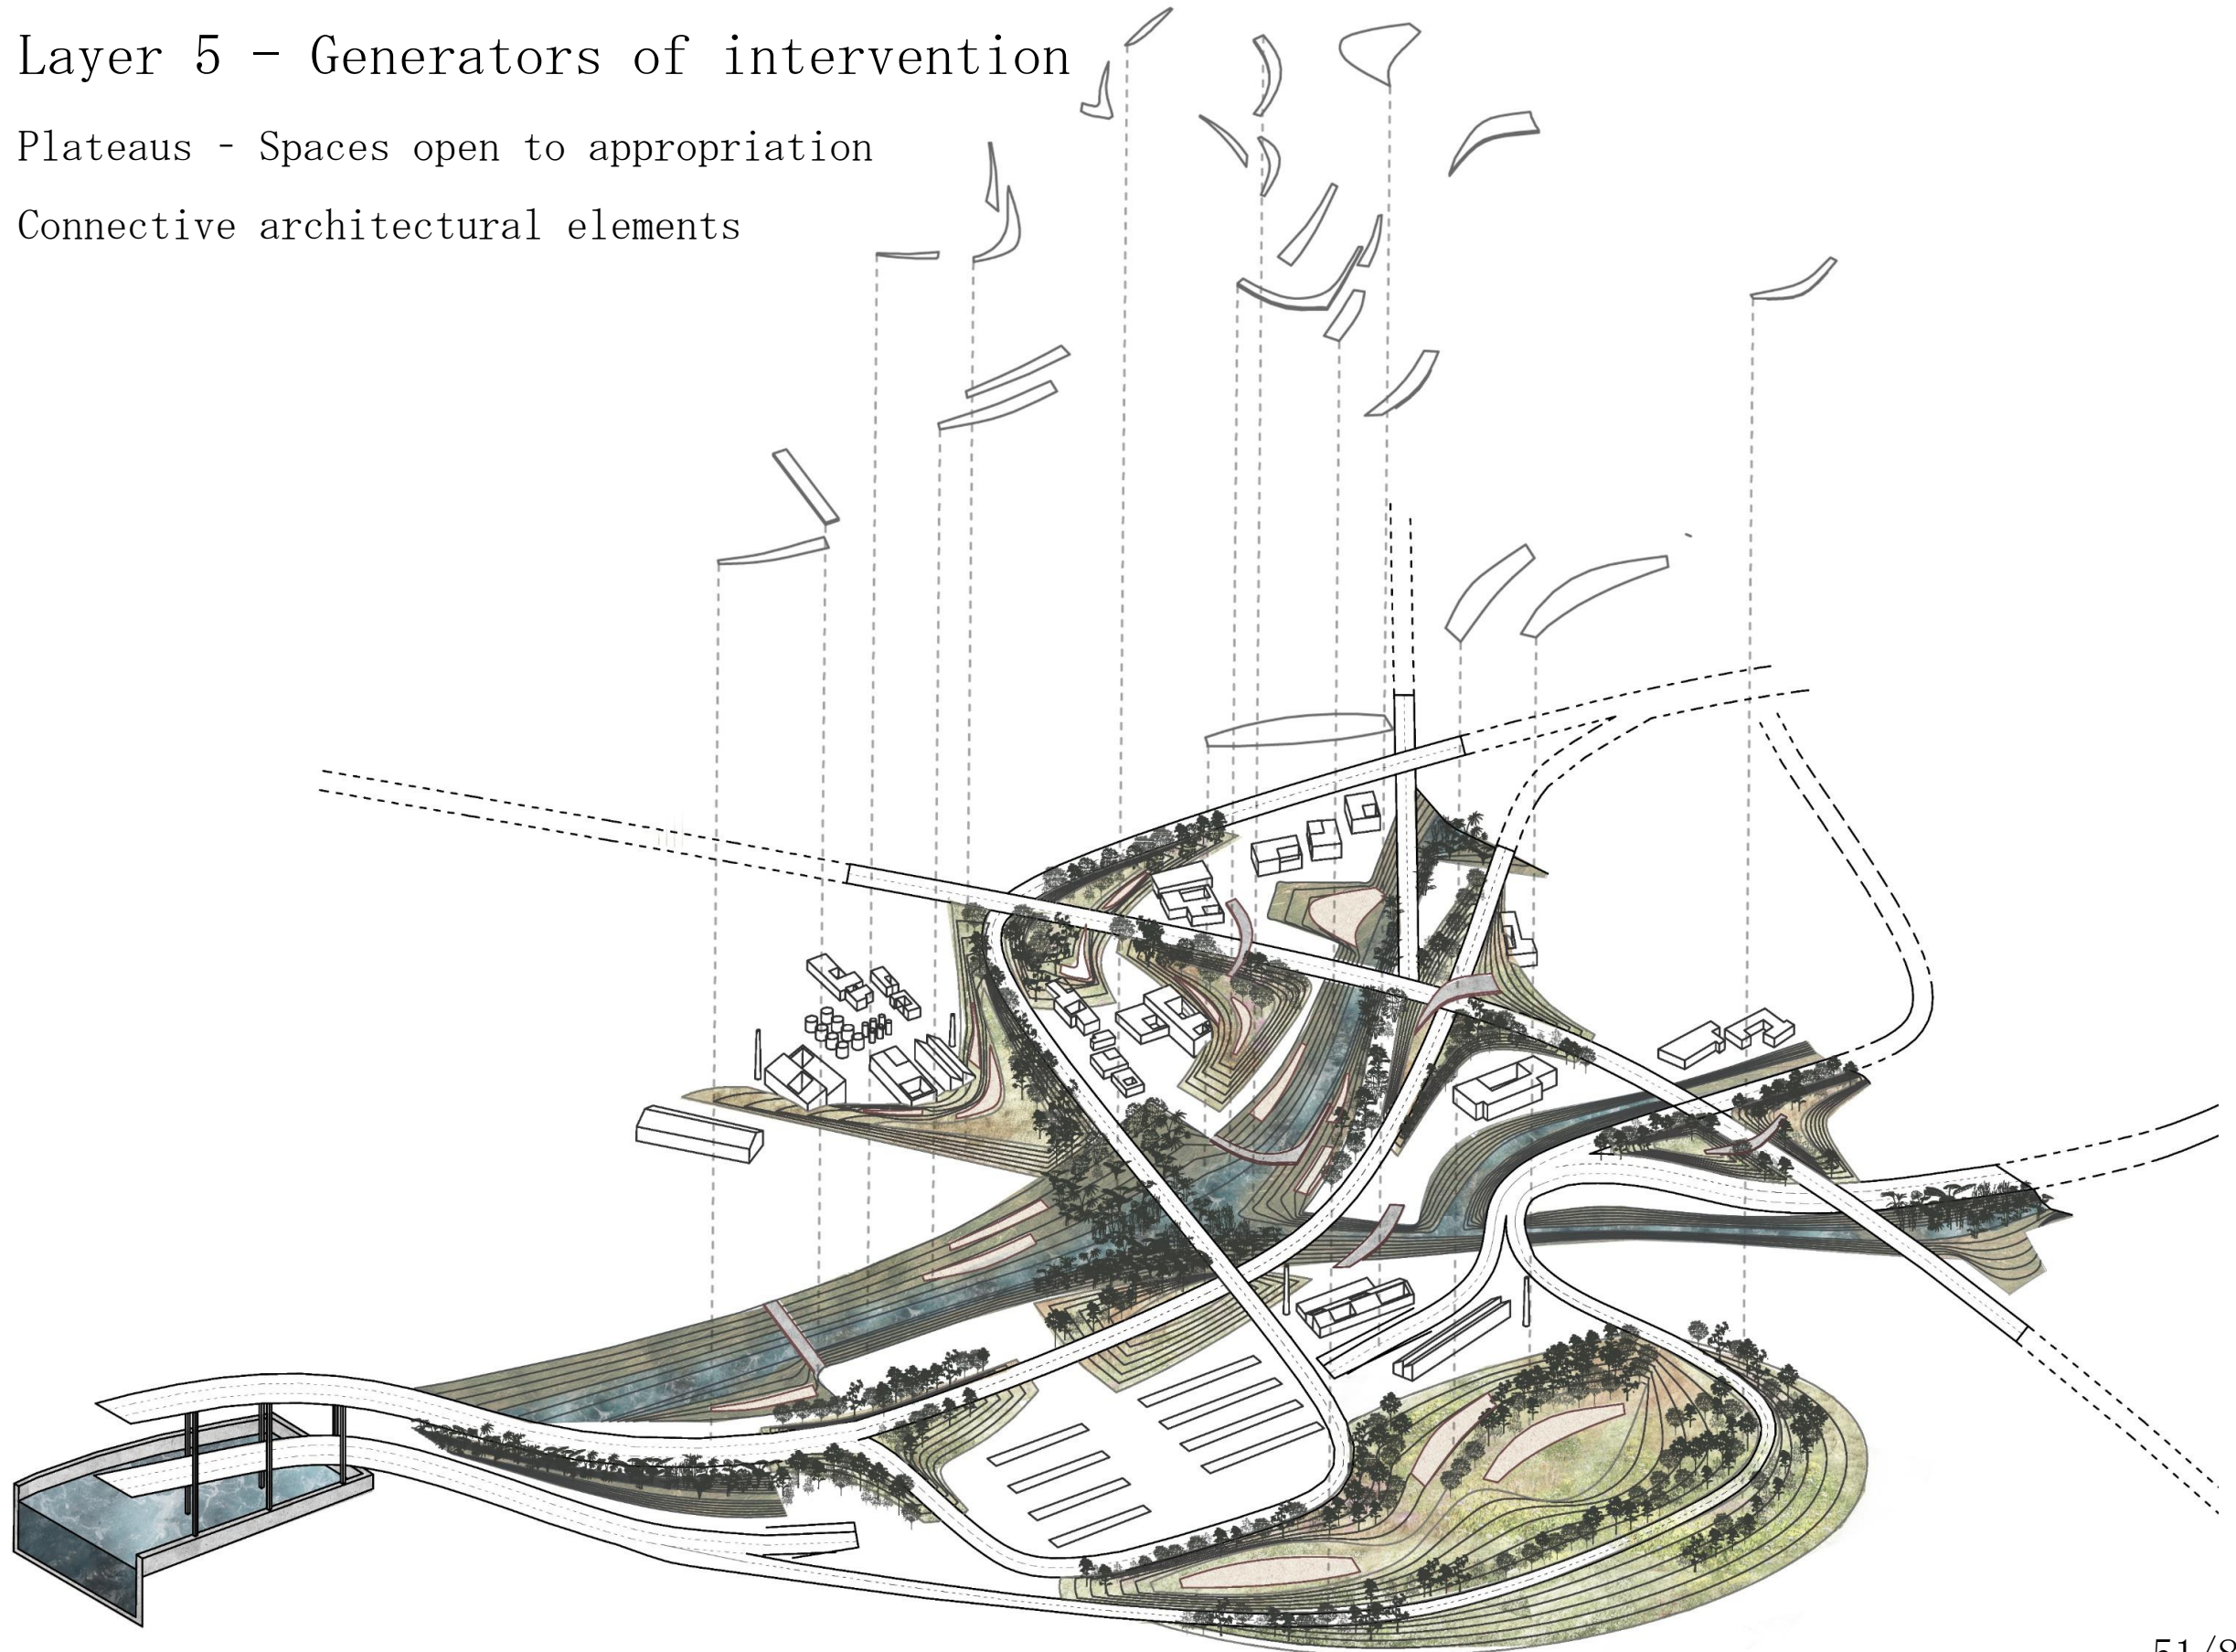 Layer 5 - Generators of intervention
Plateaus - Spaces open to appropriation
Connective architectural elements